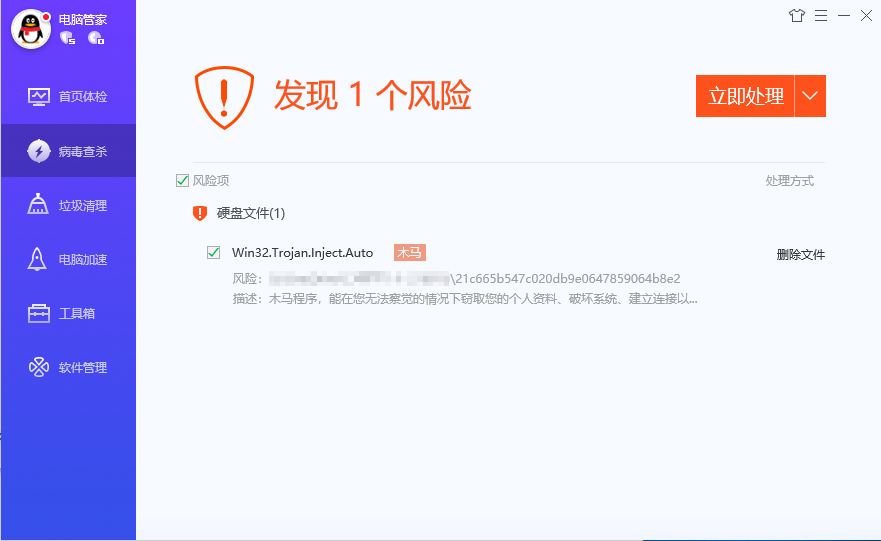 电脑管家
首页体检
病毒查杀
垃圾清理
电脑加速
工具箱
软件管理
发现 1 个风险
立即处理
风险项
处理方式
硬盘文件(1)
Win32.Trojan.Inject.Auto
木马
删除文件
风险：\21c665b547c020db9e0647859064b8e2
描述：木马程序，能在您无法察觉的情况下窃取您的个人资料、破坏系统、建立连接以...